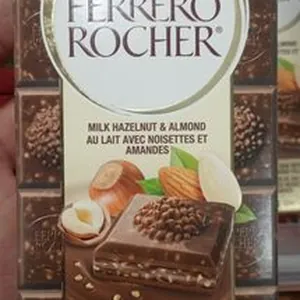 FERRERO
ROCHER®
MILK HAZELNUT & ALMOND
AU LAIT AVEC NOISETTES ET
AMANDES